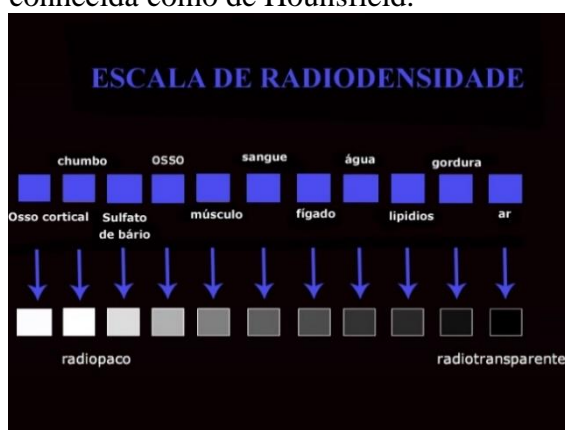 conhecida como de Hounsfield.
ESCALA DE RADIODENSIDADE
chumbo OSSO sangue água gordura
Osso cortical Sulfato de bário músculo fígado lipidios ar
radiopaco radiotransparente